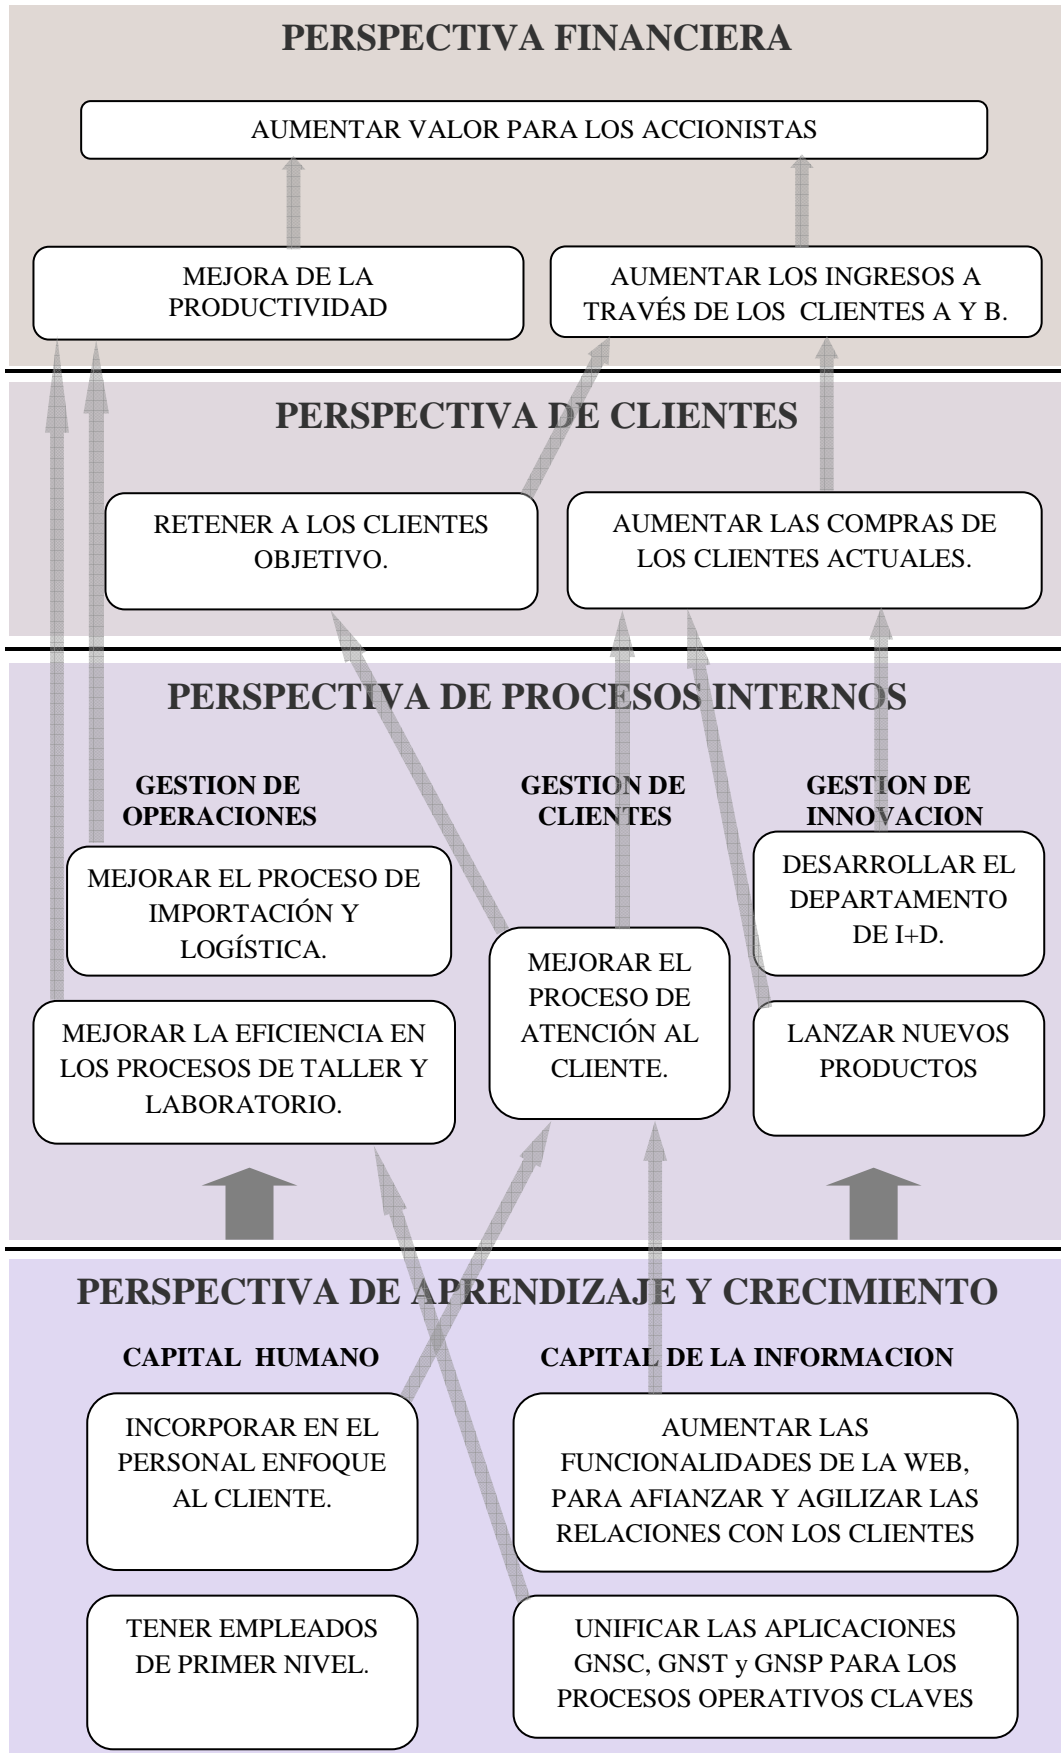 PERSPECTIVA FINANCIERA
AUMENTAR VALOR PARA LOS ACCIONISTAS
MEJORA DE LA
PRODUCTIVIDAD
AUMENTAR LOS INGRESOS A
TRAVÉS DE LOS CLIENTES A Y B.
PERSPECTIVA DE CLIENTES
RETENER A LOS CLIENTES
OBJETIVO.
AUMENTAR LAS COMPRAS DE
LOS CLIENTES ACTUALES.
PERSPECTIVA DE PROCESOS INTERNOS
GESTION DE
OPERACIONES
GESTION DE
CLIENTES
GESTION DE
INNOVACION
MEJORAR EL PROCESO DE
IMPORTACIÓN Y
LOGÍSTICA.
MEJORAR LA EFICIENCIA EN
LOS PROCESOS DE TALLER Y
LABORATORIO.
MEJORAR EL
PROCESO DE
ATENCIÓN AL
CLIENTE.
DESARROLLAR EL
DEPARTAMENTO
DE I+D.
LANZAR NUEVOS
PRODUCTOS
PERSPECTIVA DE APRENDIZAJE Y CRECIMIENTO
CAPITAL HUMANO
CAPITAL DE LA INFORMACION
INCORPORAR EN EL
PERSONAL ENFOQUE
AL CLIENTE.
AUMENTAR LAS
FUNCIONALIDADES DE LA WEB,
PARA AFIANZAR Y AGILIZAR LAS
RELACIONES CON LOS CLIENTES
TENER EMPLEADOS
DE PRIMER NIVEL.
UNIFICAR LAS APLICACIONES
GNSC, GNST y GNSP PARA LOS
PROCESOS OPERATIVOS CLAVES